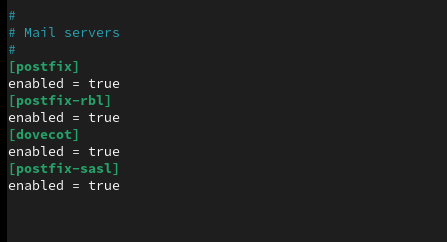 #
# Mail servers
#
[postfix]
enabled = true
[postfix-rbl]
enabled = true
[dovecot]
enabled = true
[postfix-sasl]
enabled = true